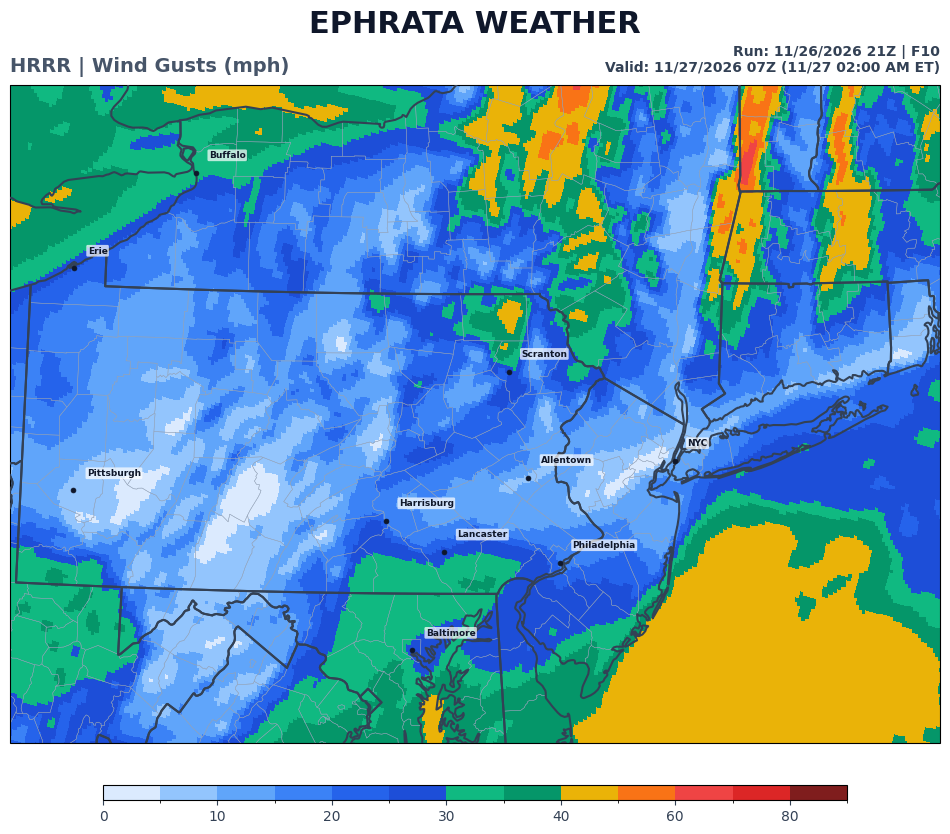 EPHRATA WEATHER
HRRR | Wind Gusts (mph)
Run: 11/26/2026 21Z | F10
Valid: 11/27/2026 07Z (11/27 02:00 AM ET)
Buffalo
Erie
Scranton
NYC
Allentown
Pittsburgh
Harrisburg
Lancaster
Philadelphia
Baltimore
0 10 20 30 40 50 60 70 80